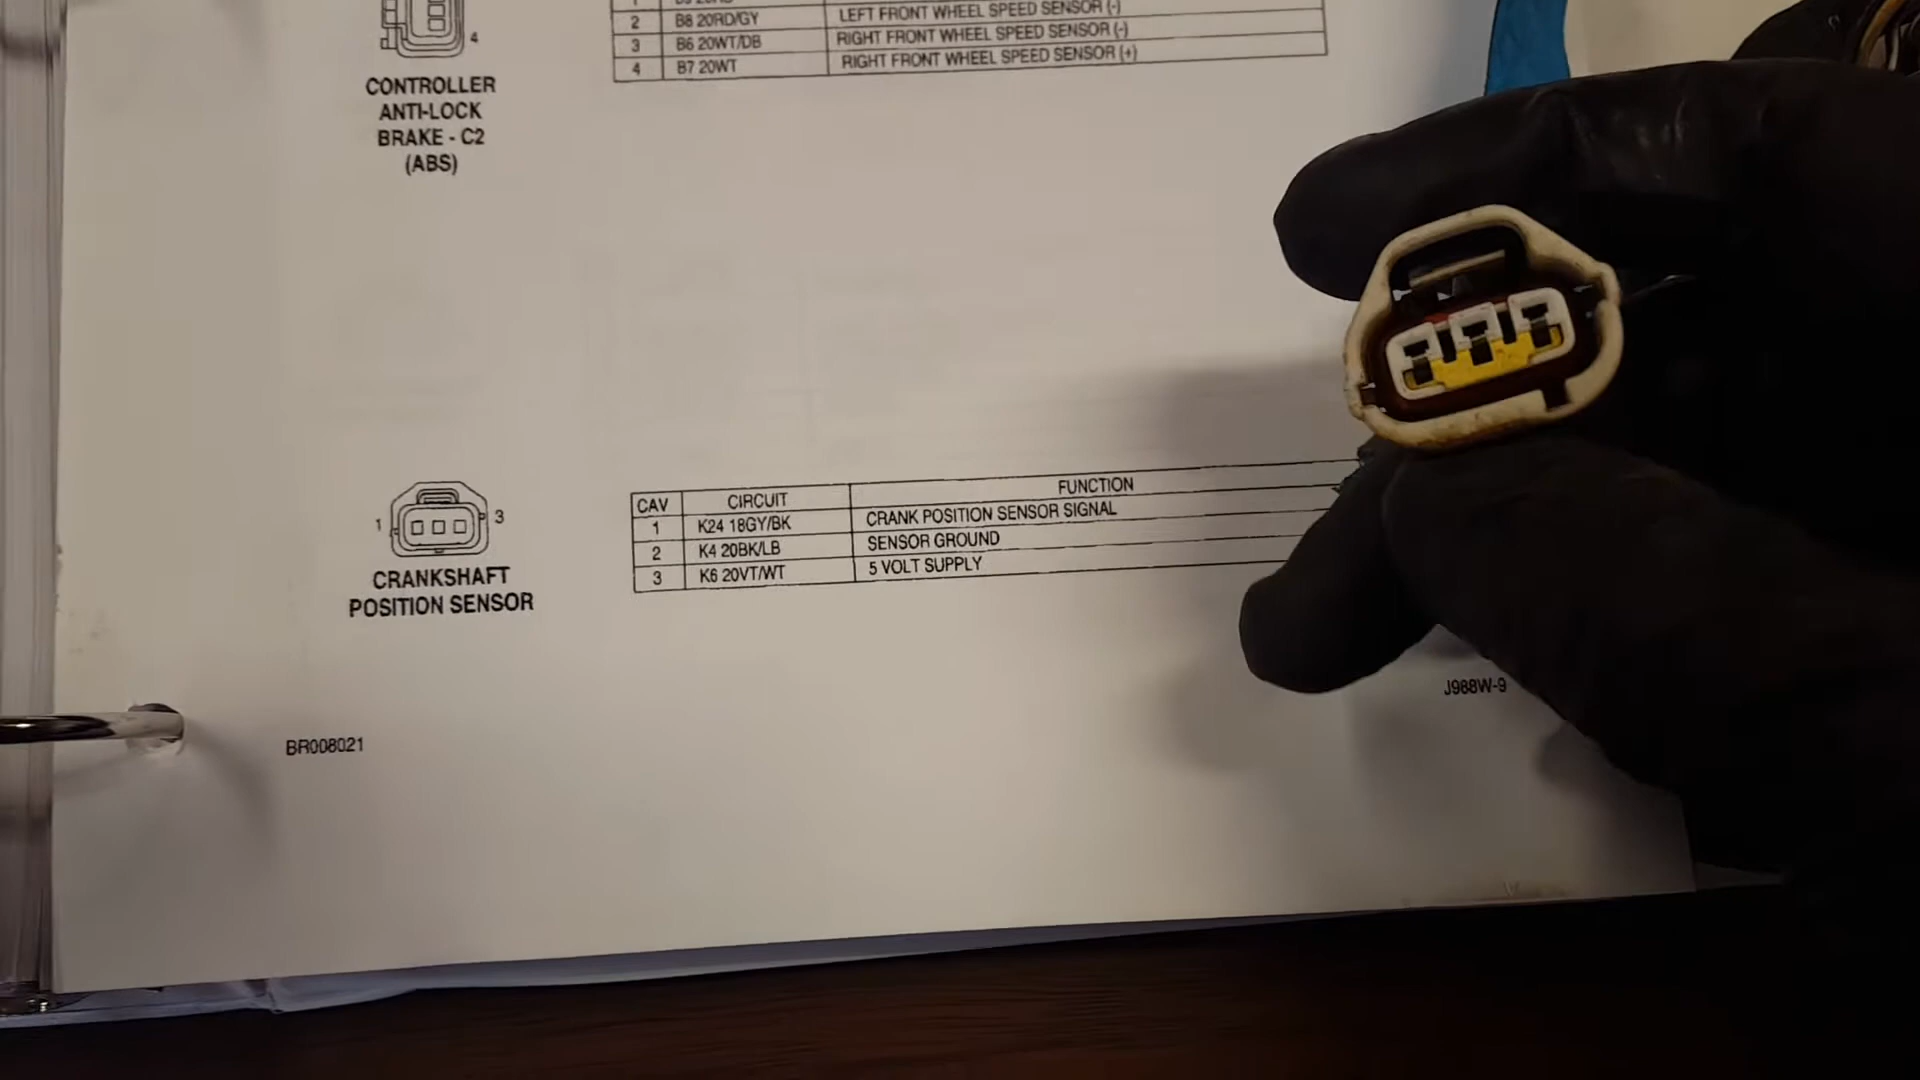 4
2 B8 20RD/GY LEFT FRONT WHEEL SPEED SENSOR (-)
3 B6 20WT/DB RIGHT FRONT WHEEL SPEED SENSOR (-)
4 B7 20WT RIGHT FRONT WHEEL SPEED SENSOR (+)
CONTROLLER
ANTI-LOCK
BRAKE - C2
(ABS)
1 3
CRANKSHAFT
POSITION SENSOR
CAV CIRCUIT FUNCTION
1 K24 18GY/BK CRANK POSITION SENSOR SIGNAL
2 K4 20BK/LB SENSOR GROUND
3 K6 20VT/WT 5 VOLT SUPPLY
J988W-9
BR008021